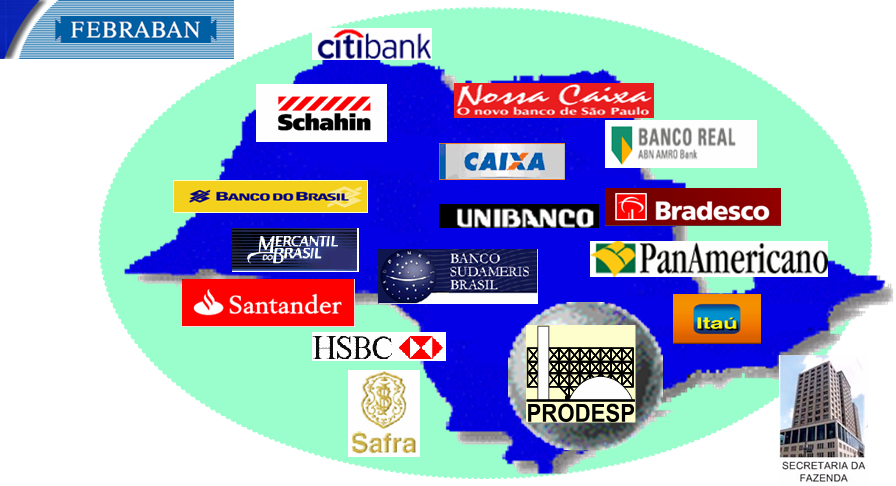 FEBRABAN
citibank
Schahin
Nossa Caixa
O novo banco de São Paulo
BANCO REAL
ABN AMRO Bank
CAIXA
BANCO DO BRASIL
UNIBANCO
Bradesco
MERCANTIL
DO BRASIL
BANCO
SUDAMERIS
BRASIL
PanAmericano
Santander
Itaú
HSBC
PRODESP
Safra
SECRETARIA DA
FAZENDA